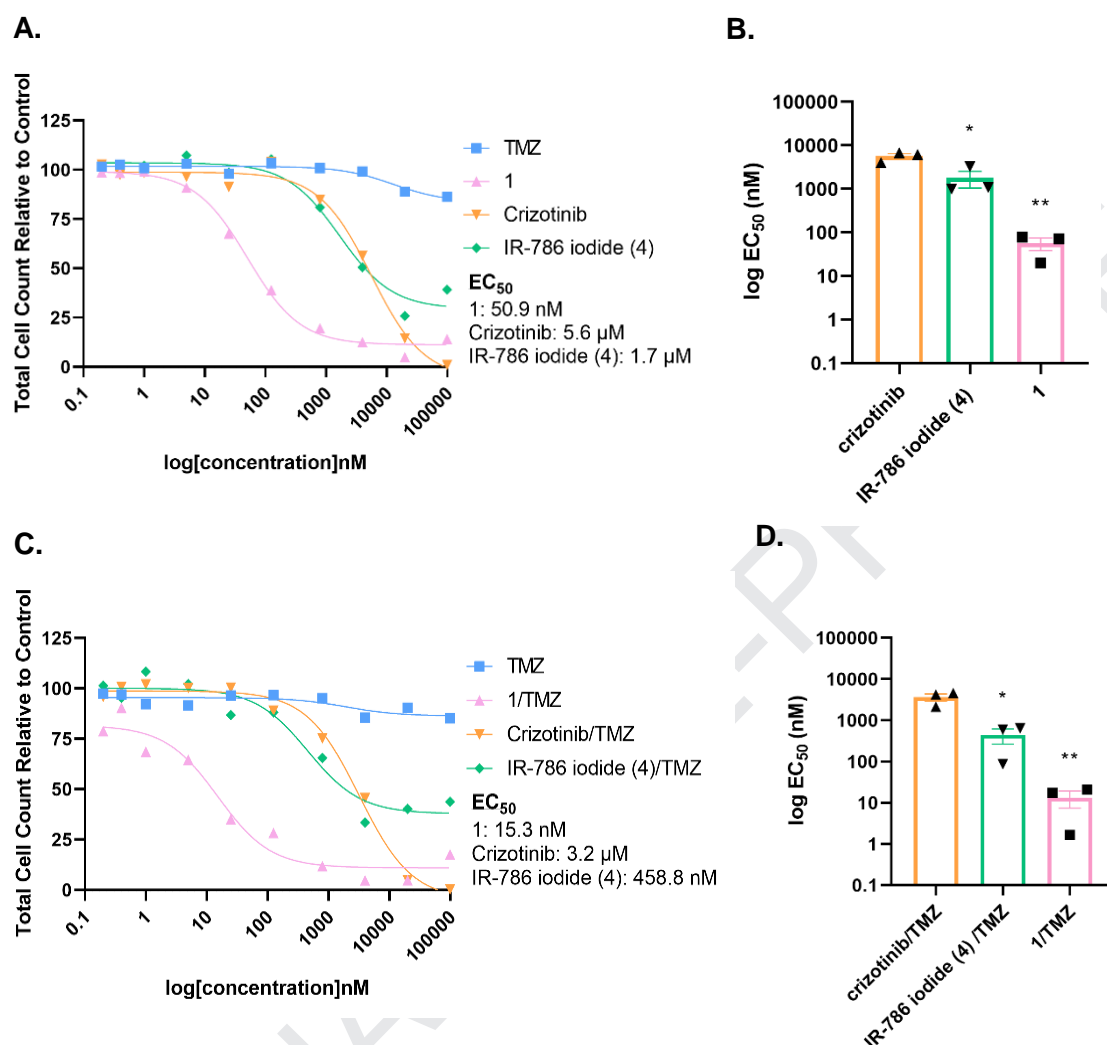 A.
Total Cell Count Relative to Control
125
100
75
50
25
0
0.1
1
10
100
1000
10000
100000
log[concentration]nM
TMZ
1
Crizotinib
IR-786 iodide (4)
EC50
1: 50.9 nM
Crizotinib: 5.6 µM
IR-786 iodide (4): 1.7 µM
B.
log EC50 (nM)
100000
10000
1000
100
10
1
0.1
*
**
crizotinib
IR-786 iodide (4)
1
C.
Total Cell Count Relative to Control
125
100
75
50
25
0
0.1
1
10
100
1000
10000
100000
log[concentration]nM
TMZ
1/TMZ
Crizotinib/TMZ
IR-786 iodide (4)/TMZ
EC50
1: 15.3 nM
Crizotinib: 3.2 µM
IR-786 iodide (4): 458.8 nM
D.
log EC50 (nM)
100000
10000
1000
100
10
1
0.1
*
**
crizotinib/TMZ
IR-786 iodide (4) /TMZ
1/TMZ